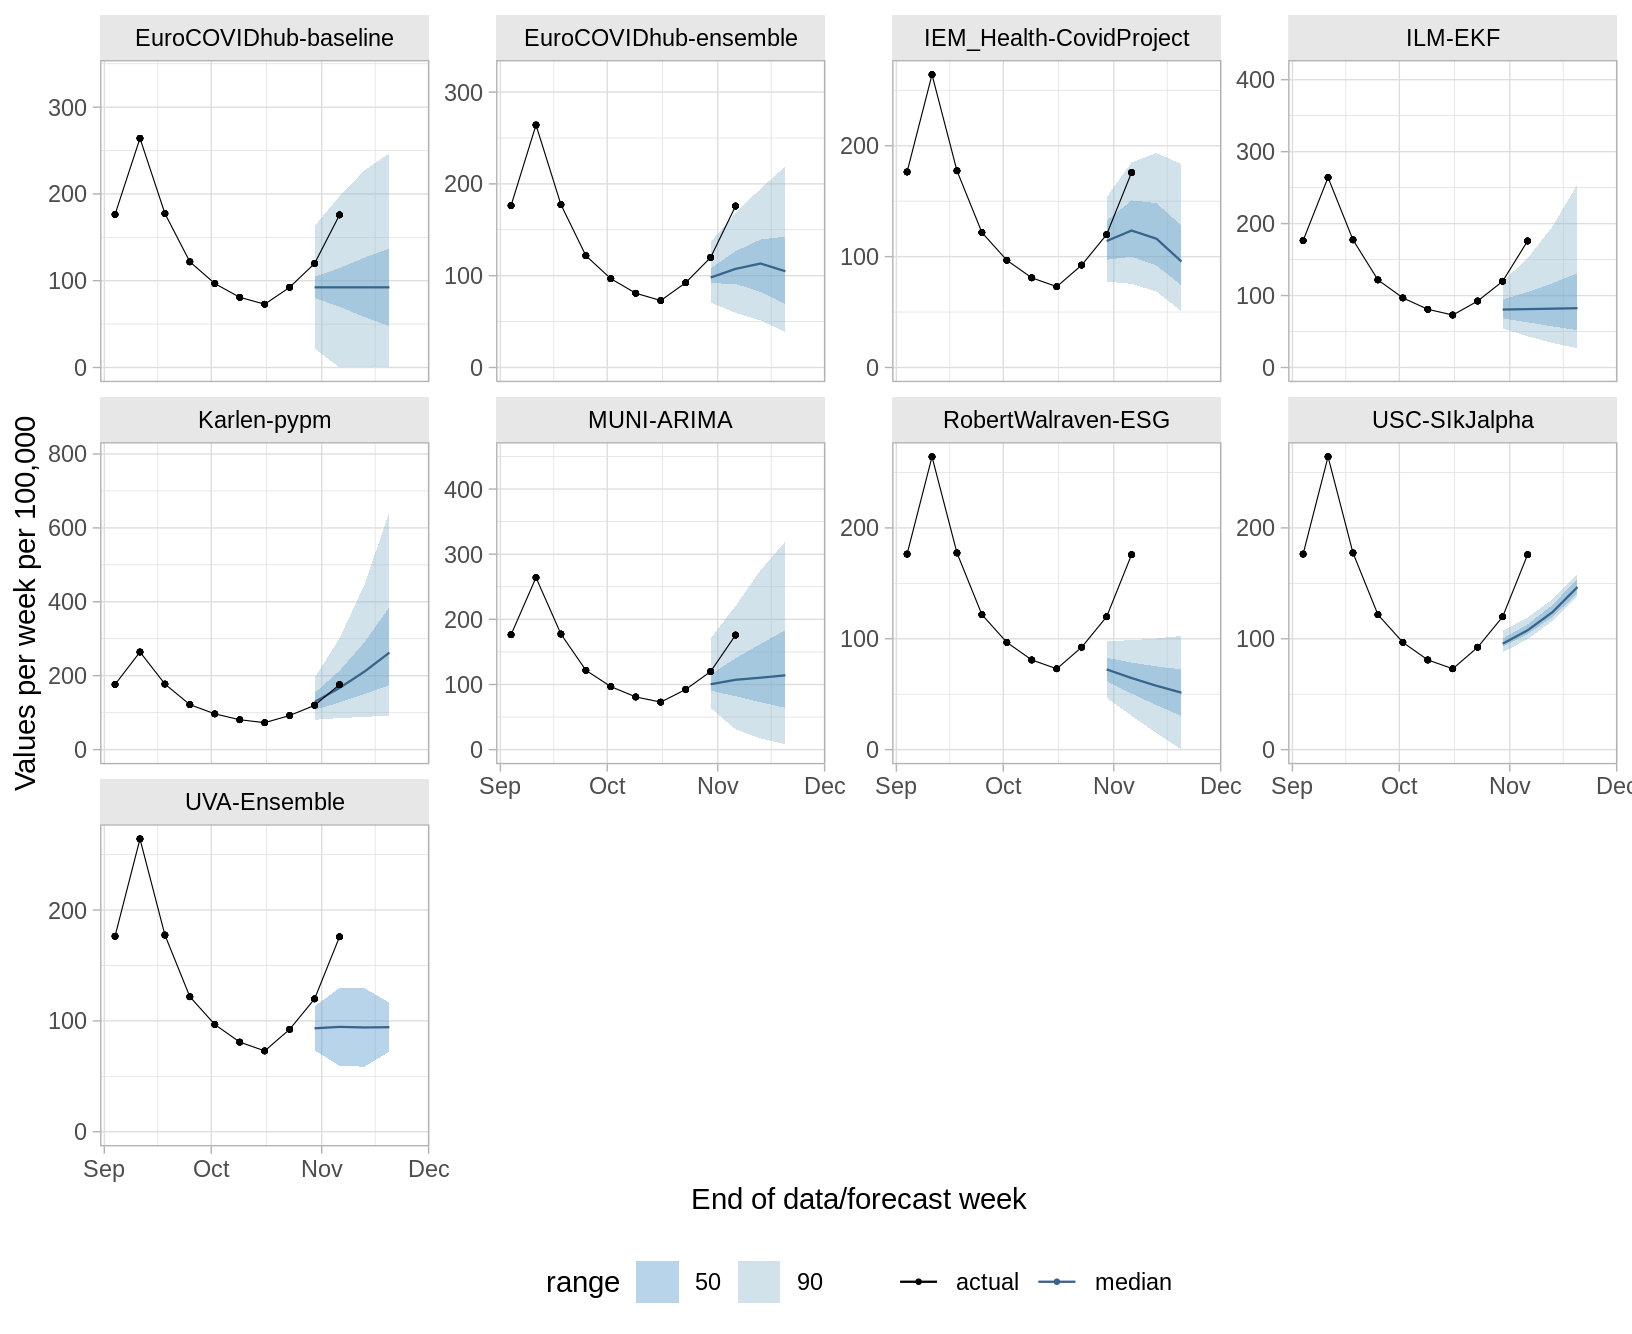 EuroCOVIDhub-baseline
EuroCOVIDhub-ensemble
IEM_Health-CovidProject
ILM-EKF
300
200
100
0
300
200
100
0
200
100
0
400
300
200
100
0
Values per week per 100,000
Karlen-pypm
MUNI-ARIMA
RobertWalraven-ESG
USC-SIkJalpha
800
600
400
200
0
400
300
200
100
0
200
100
0
200
100
0
Sep Oct Nov Dec
Sep Oct Nov Dec
Sep Oct Nov Dec
UVA-Ensemble
200
100
0
Sep Oct Nov Dec
End of data/forecast week
range 50 90 actual median